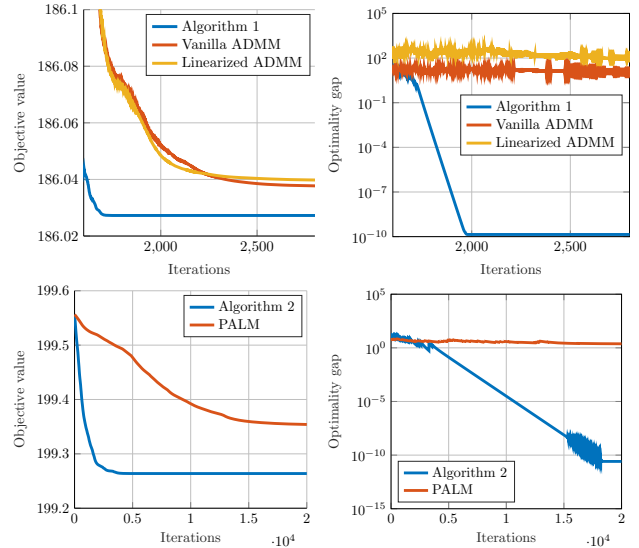 186.1
186.08
186.06
186.04
186.02
2,000
2,500
Iterations
Objective value
Algorithm 1
Vanilla ADMM
Linearized ADMM
10^5
10^2
10^−1
10^−4
10^−7
10^−10
2,000
2,500
Iterations
Optimality gap
Algorithm 1
Vanilla ADMM
Linearized ADMM
199.6
199.5
199.4
199.3
199.2
0
0.5
1
1.5
2
·10^4
Iterations
Objective value
Algorithm 2
PALM
10^5
10^0
10^−5
10^−10
10^−15
0
0.5
1
1.5
2
·10^4
Iterations
Optimality gap
Algorithm 2
PALM